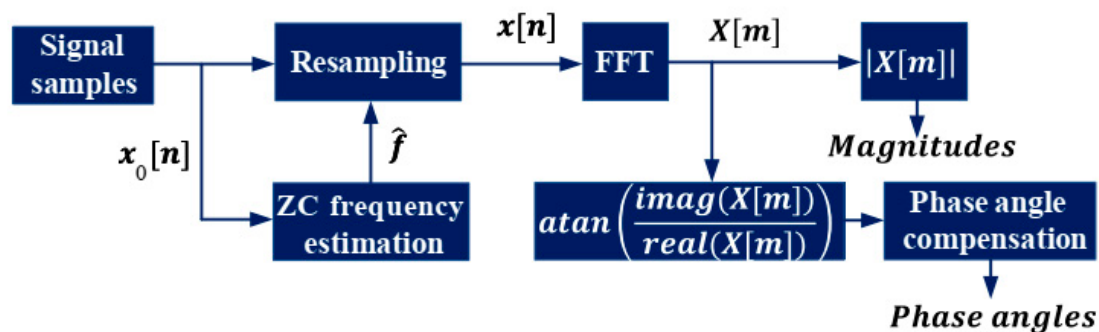 Signal
samples
Resampling
x[n]
FFT
X[m]
|X[m]|
Magnitudes
x₀[n]
f̂
ZC frequency
estimation
atan(imag(X[m])/real(X[m]))
Phase angle
compensation
Phase angles